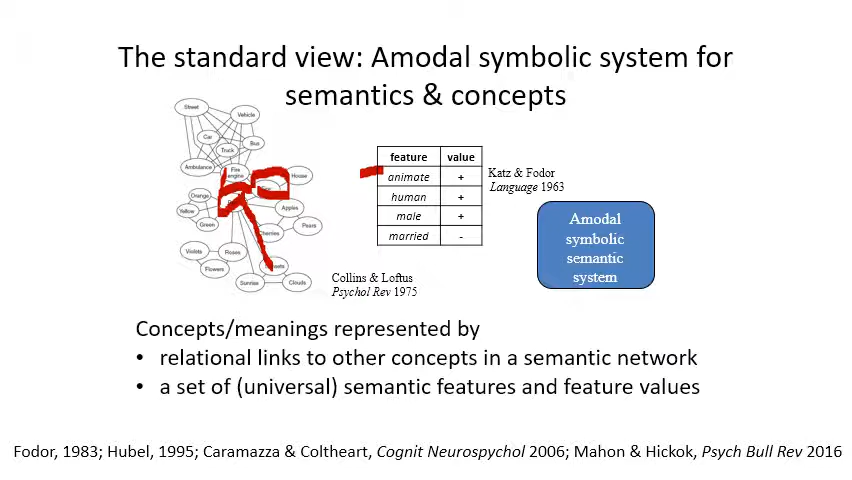 The standard view: Amodal symbolic system for
semantics & concepts
Street
Vehicle
Car
Bus
Truck
Ambulance
Fire
engine
House
Orange
Apples
Yellow
Green
Pears
Violets
Roses
Flowers
Sunrises
Clouds
Collins & Loftus
Psychol Rev 1975
feature value
animate +
human +
male +
married -
Katz & Fodor
Language 1963
Amodal
symbolic
semantic
system
Concepts/meanings represented by
• relational links to other concepts in a semantic network
• a set of (universal) semantic features and feature values
Fodor, 1983; Hubel, 1995; Caramazza & Coltheart, Cognit Neurospychol 2006; Mahon & Hickok, Psych Bull Rev 2016